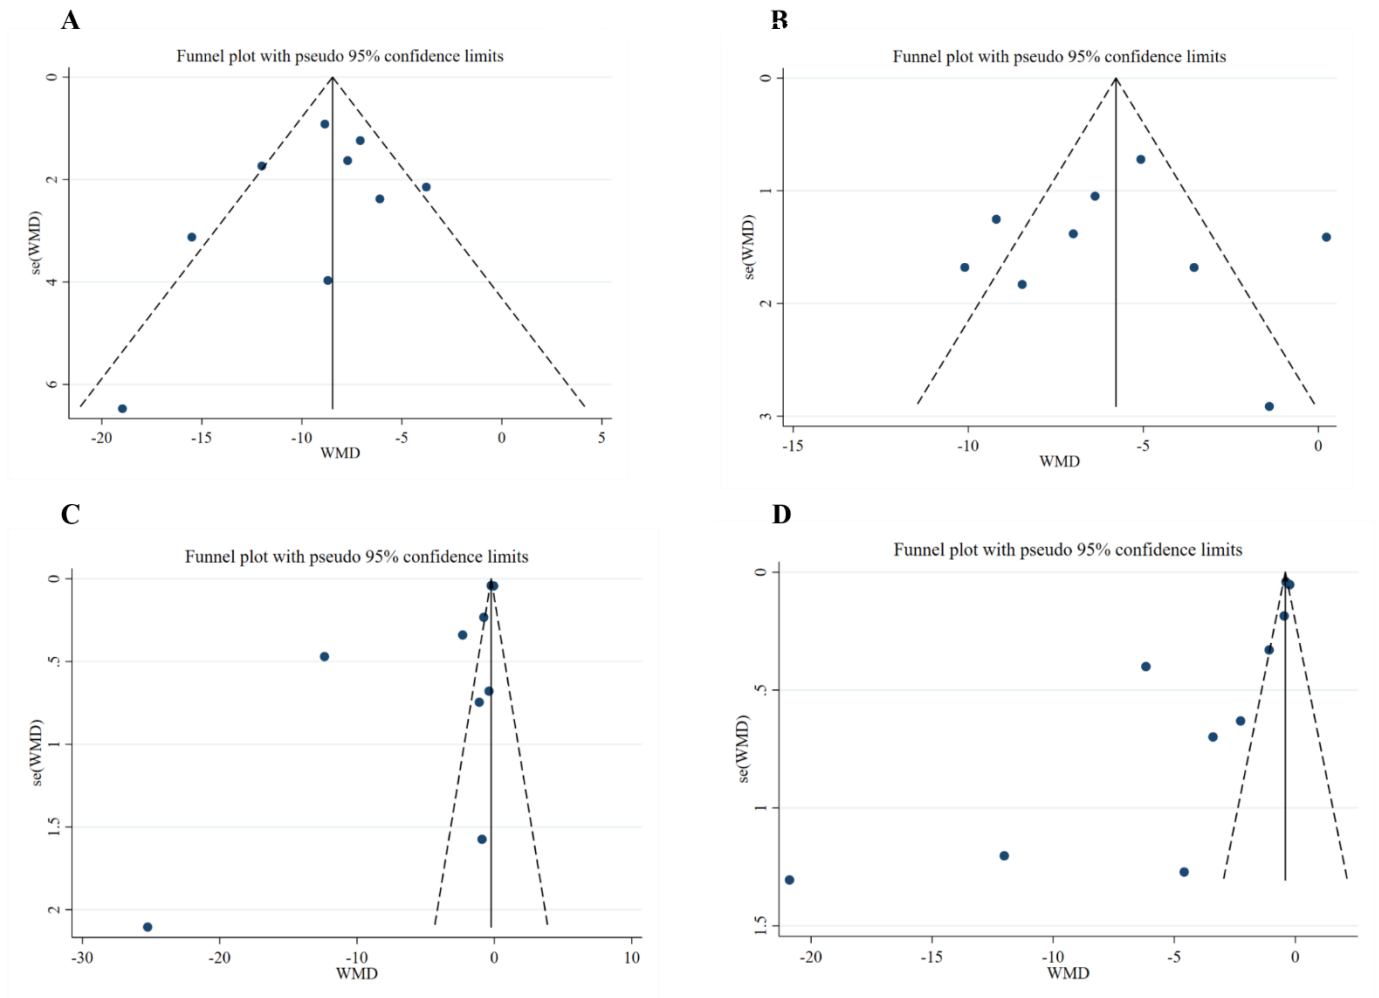 A
Funnel plot with pseudo 95% confidence limits
0
2
4
6
se(WMD)
-20 -15 -10 -5 0 5
WMD
B
Funnel plot with pseudo 95% confidence limits
0
1
2
3
se(WMD)
-15 -10 -5 0
WMD
C
Funnel plot with pseudo 95% confidence limits
0
.5
1
1.5
2
se(WMD)
-30 -20 -10 0 10
WMD
D
Funnel plot with pseudo 95% confidence limits
0
.5
1
1.5
se(WMD)
-20 -15 -10 -5 0
WMD